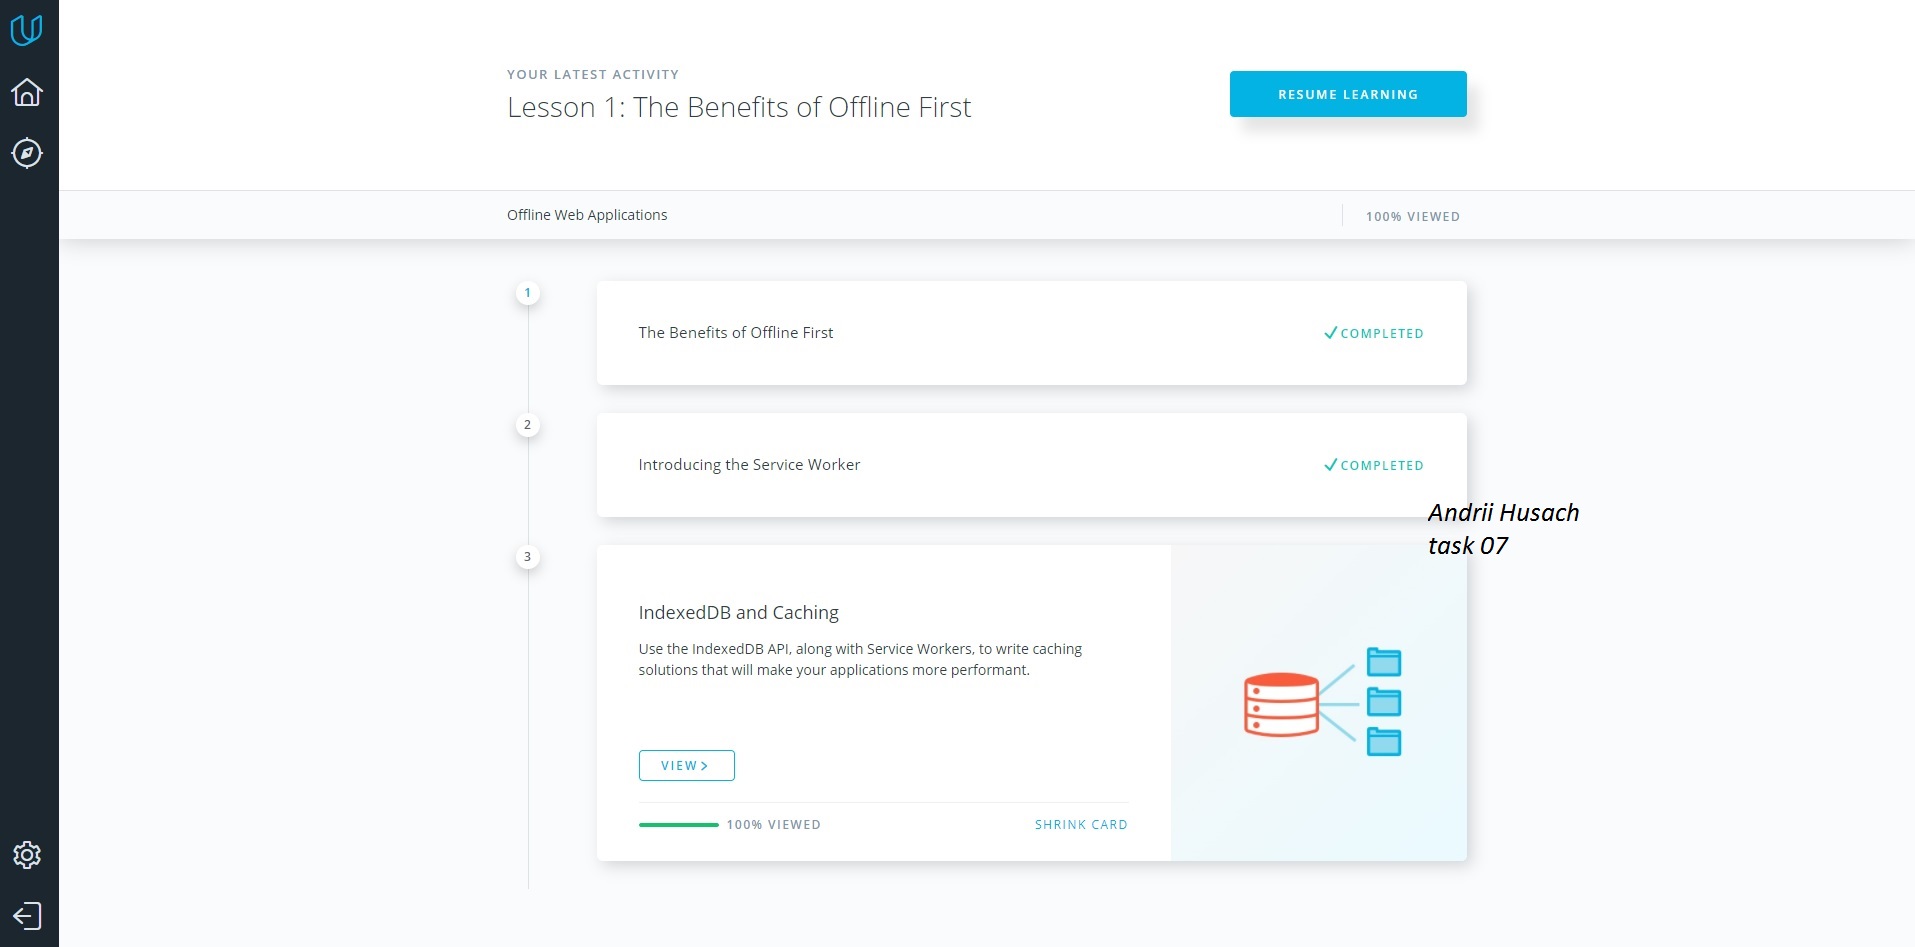 YOUR LATEST ACTIVITY
Lesson 1: The Benefits of Offline First
RESUME LEARNING
Offline Web Applications
100% VIEWED
1
The Benefits of Offline First
COMPLETED
2
Introducing the Service Worker
COMPLETED
Andrii Husach
task 07
3
IndexedDB and Caching
Use the IndexedDB API, along with Service Workers, to write caching
solutions that will make your applications more performant.
VIEW
100% VIEWED
SHRINK CARD